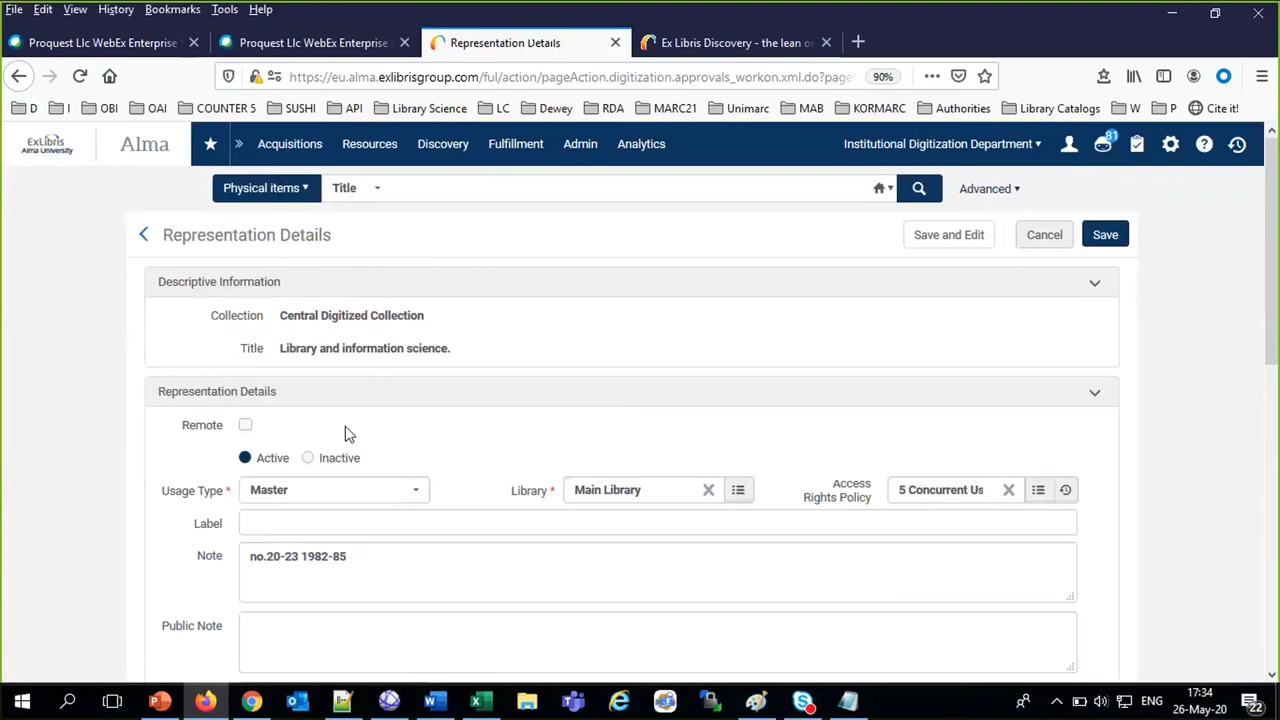 File Edit View History Bookmarks Tools Help
Proquest Llc WebEx Enterprise Proquest Llc WebEx Enterprise Representation Details Ex Libris Discovery - the lean or
https://eu.alma.exlibrisgroup.com/ful/action/pageAction.digitization.approvals_workon.xml.do?page 90%
D I OBI OAI COUNTER 5 SUSHI API Library Science LC Dewey RDA MARC21 Unimarc MAB KORMARC Authorities Library Catalogs W P Cite it!
ExLibris
Alma University
Alma Acquisitions Resources Fulfillment Discovery Fulfillment Admin Analytics Institutional Digitization Department 81
Physical items Title Advanced
Representation Details Save and Edit Cancel Save
Descriptive Information
Collection Central Digitized Collection
Title Library and information science.
Representation Details
Remote
Active Inactive
Usage Type * Master Library * Main Library Access Rights Policy 5 Concurrent Us
Label
Note no.20-23 1982-85
Public Note
ENG 17:34
26-May-20 22